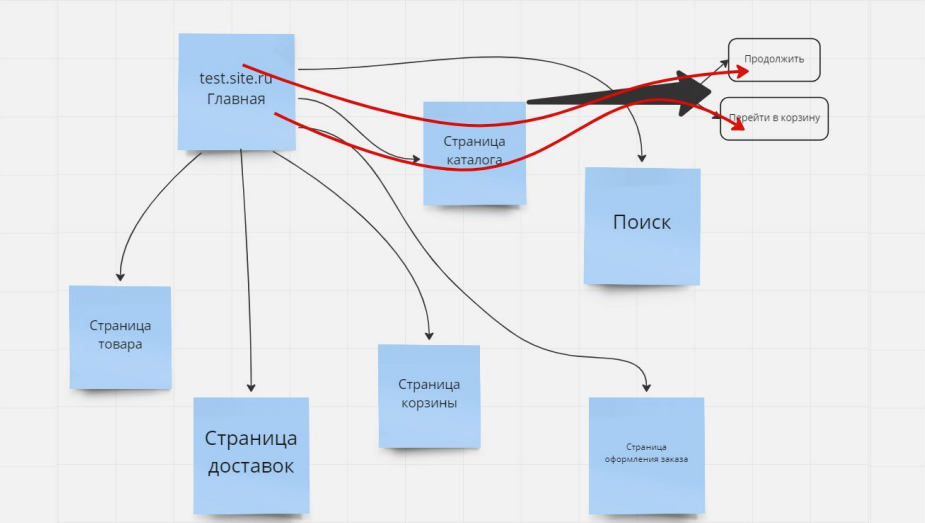 test.site.ru
Главная
Продолжить
Перейти в корзину
Страница
каталога
Поиск
Страница
товара
Страница
корзины
Страница
доставок
Страница
оформления заказа